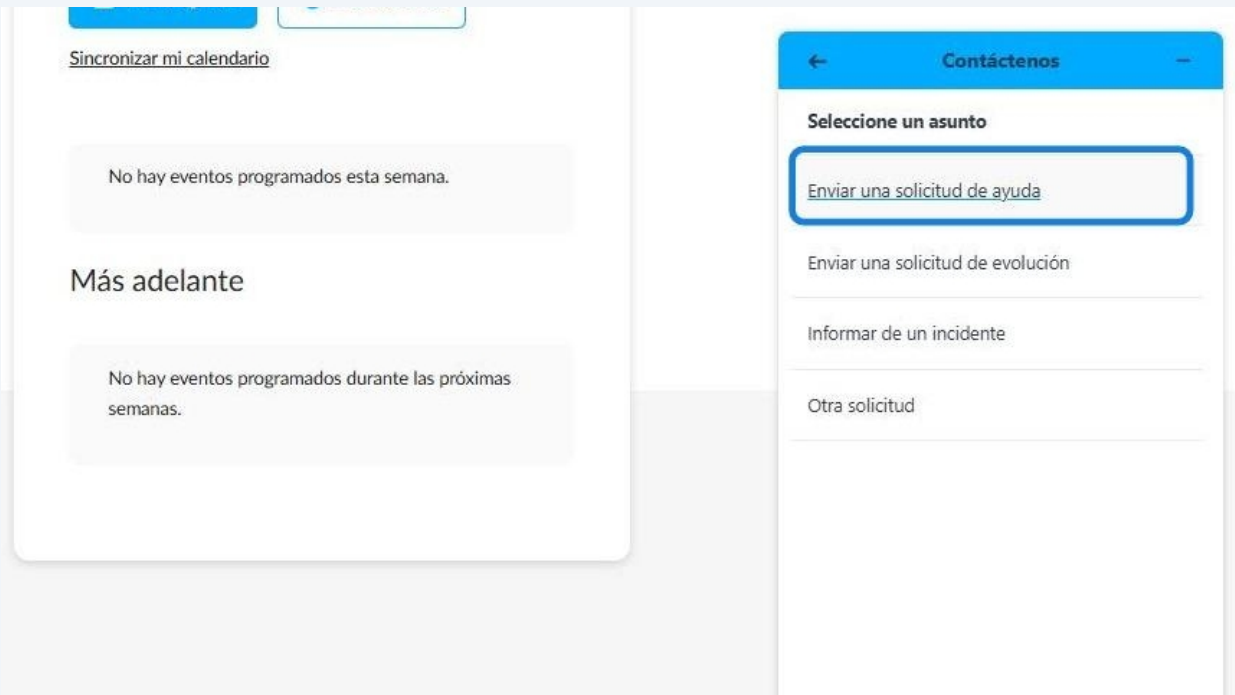 Sincronizar mi calendario
No hay eventos programados esta semana.
Más adelante
No hay eventos programados durante las próximas
semanas.
Contáctenos
Seleccione un asunto
Enviar una solicitud de ayuda
Enviar una solicitud de evolución
Informar de un incidente
Otra solicitud